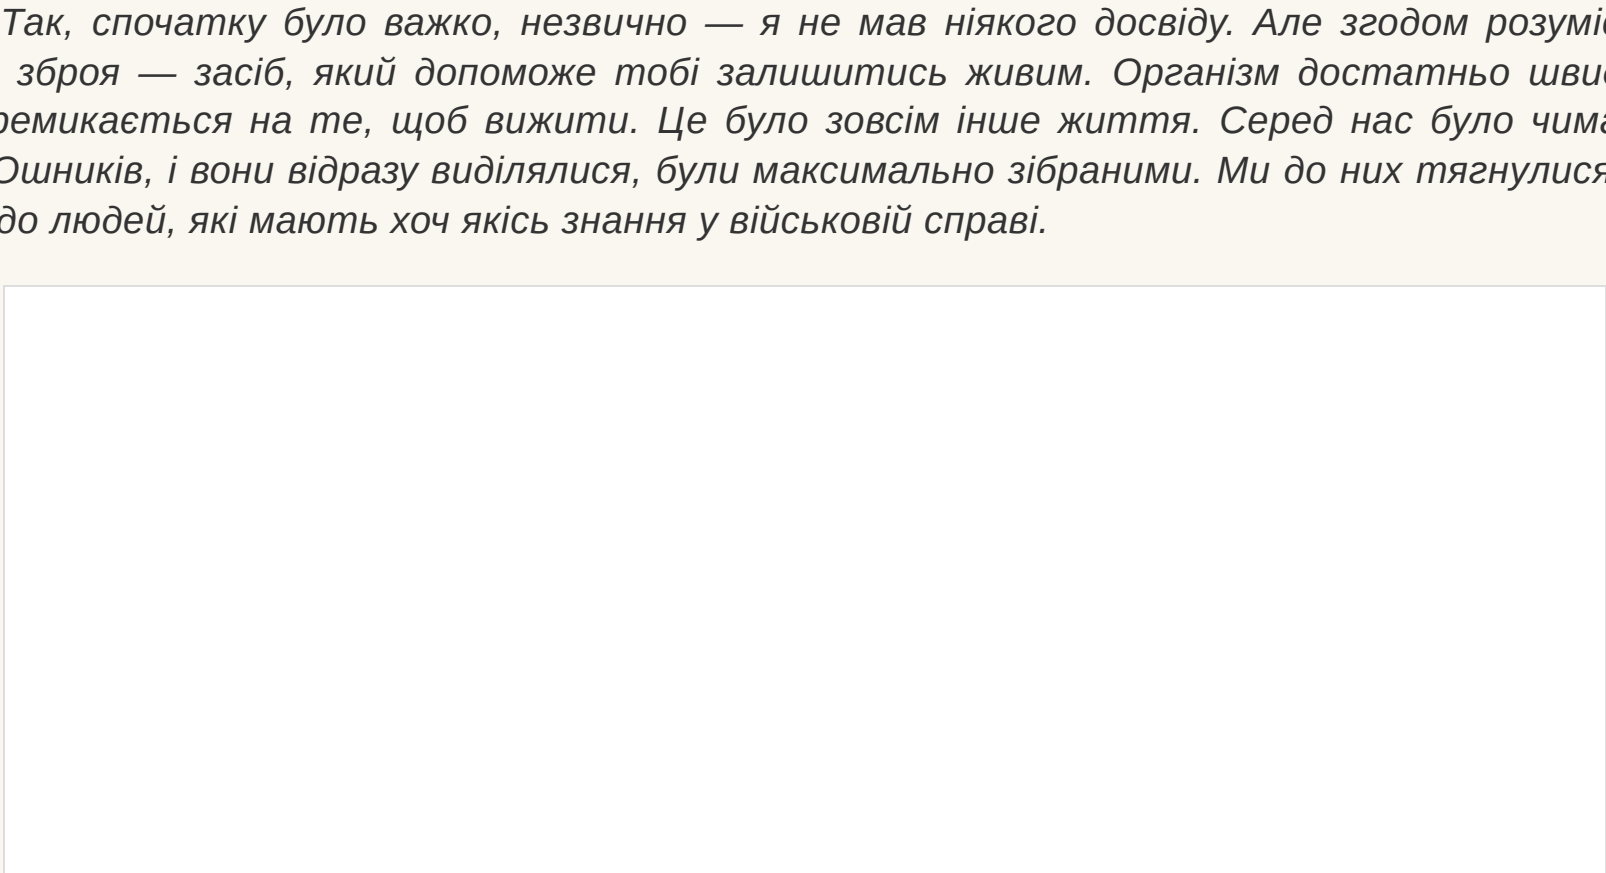 Так, спочатку було важко, незвично — я не мав ніякого досвіду. Але згодом
зброя — засіб, який допоможе тобі залишитись живим. Організм достатньо
на те, щоб вижити. Це було зовсім інше життя. Серед нас було
і вони відразу виділялися, були максимально зібраними. Ми до них тягнулися
до людей, які мають хоч якісь знання у військовій справі.